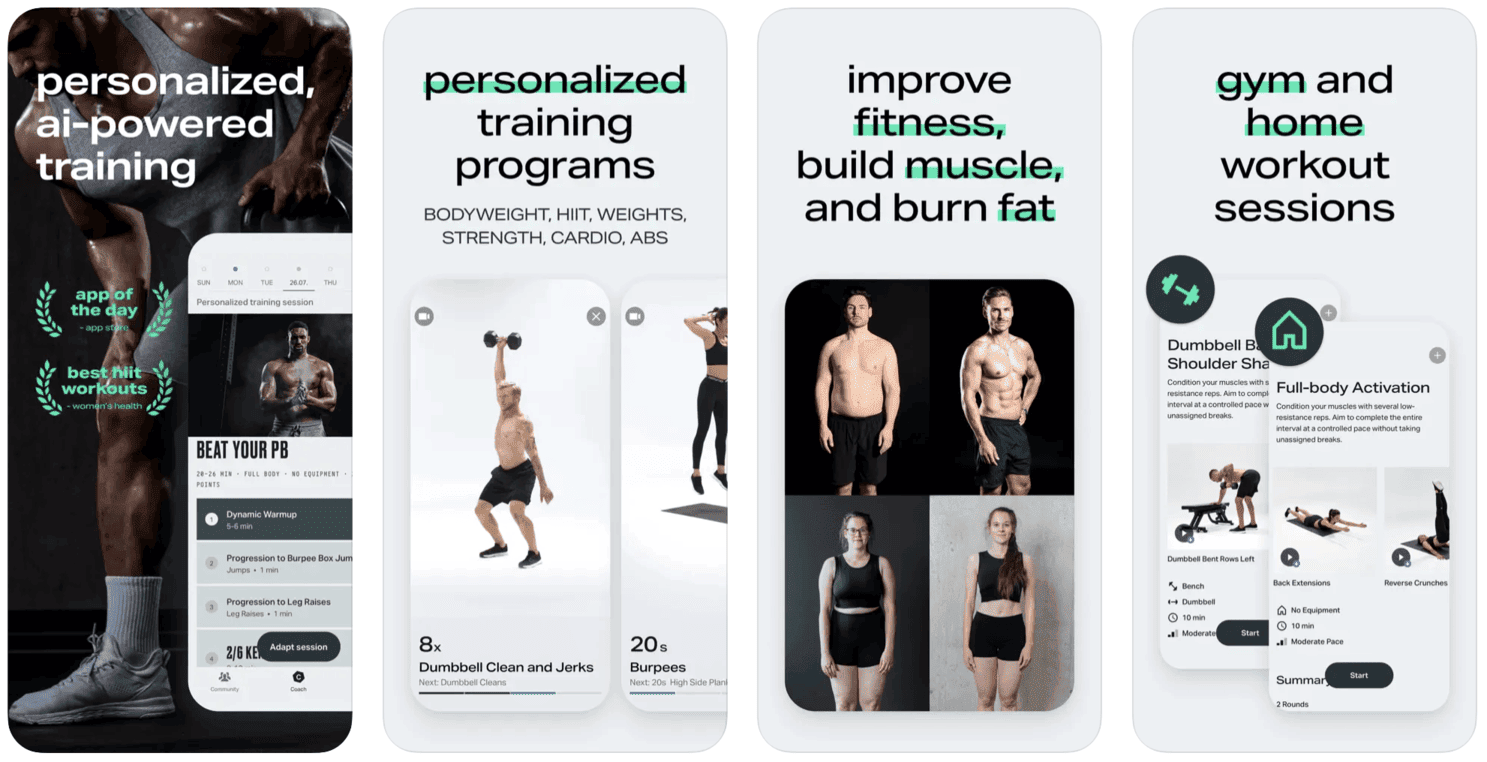 personalized,
ai-powered
training
app of
the day
- app store
best hiit
workouts
- women's health
SUN MON TUE 26.07. THU
Personalized training session
BEAT YOUR PB
20-26 MIN · FULL BODY · NO EQUIPMENT ·
POINTS
1 Dynamic Warmup
5-6 min
2 Progression to Burpee Box Jum
Jumps • 1 min
3 Progression to Leg Raises
Leg Raises • 1 min
4 2/6 KE
Adapt session
Community
Coach
personalized
training
programs
BODYWEIGHT, HIIT, WEIGHTS,
STRENGTH, CARDIO, ABS
8x
Dumbbell Clean and Jerks
Next: Dumbbell Cleans
20 s
Burpees
Next: 20s High Side Plan
improve
fitness,
build muscle,
and burn fat
gym and
home
workout
sessions
Dumbbell B
Shoulder Sha
Condition your muscles with s
resistance reps. Aim to compl
interval at a controlled pace w
unassigned breaks.
Dumbbell Bent Rows Left
Bench
Dumbbell
10 min
Moderate
Start
Full-body Activation
Condition your muscles with several low-
resistance reps. Aim to complete the entire
interval at a controlled pace without taking
unassigned breaks.
Back Extensions
Reverse Crunches
No Equipment
10 min
Moderate Pace
Start
Summar
2 Rounds